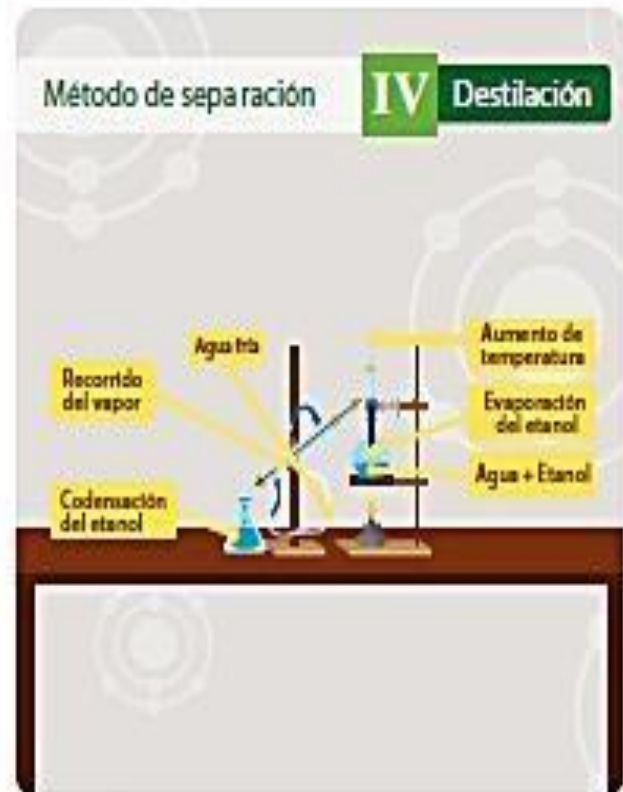 Método de separación
IV
Destilación
Agua fría
Aumento de
temperatura
Recorrido
del vapor
Evaporación
del etanol
Agua + Etanol
Codensación
del etanol